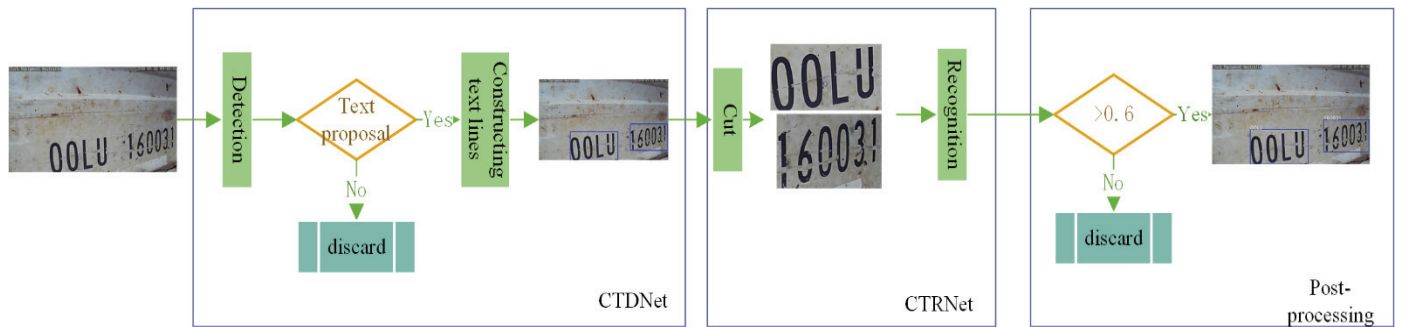 OOLU 160031
Detection
Text
proposal
Yes
No
discard
Constructing
text lines
OOLU 160031
CTDNet
Cut
OOLU
160031
Recognition
CTRNet
>0.6
Yes
No
discard
OOLU 160031
Post-
processing